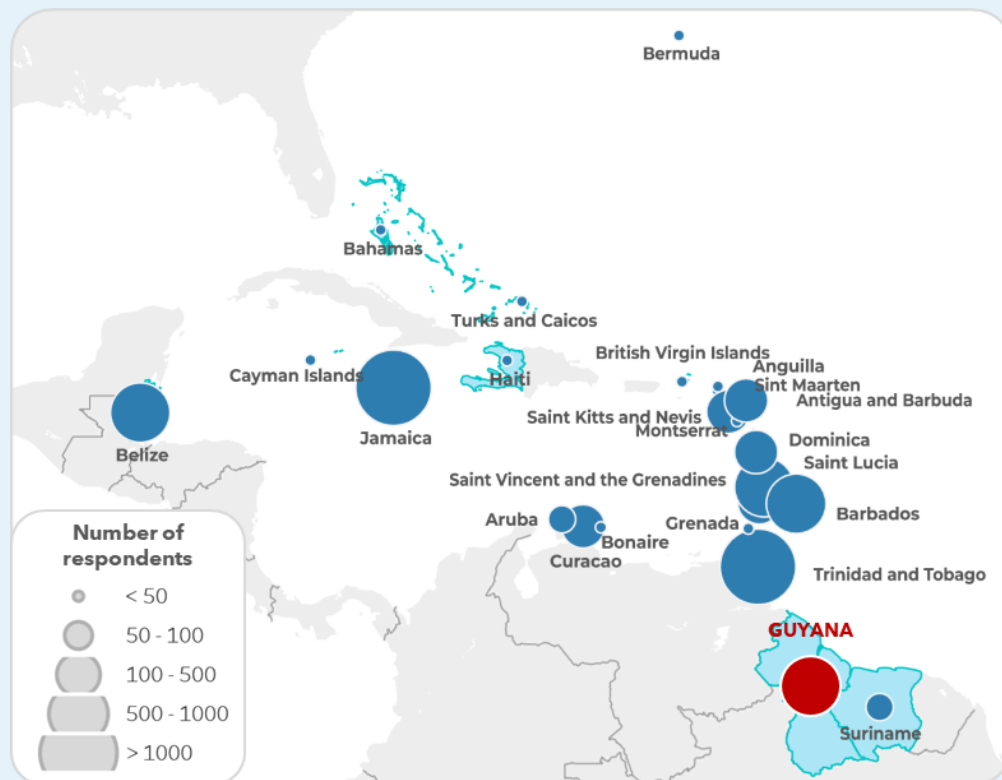 Bermuda
Bahamas
Turks and Caicos
British Virgin Islands
Anguilla
Cayman Islands
Haiti
Sint Maarten
Antigua and Barbuda
Saint Kitts and Nevis
Montserrat
Jamaica
Dominica
Belize
Saint Lucia
Saint Vincent and the Grenadines
Barbados
Aruba
Grenada
Bonaire
Curacao
Trinidad and Tobago
GUYANA
Suriname
Number of
respondents
< 50
50 - 100
100 - 500
500 - 1000
> 1000